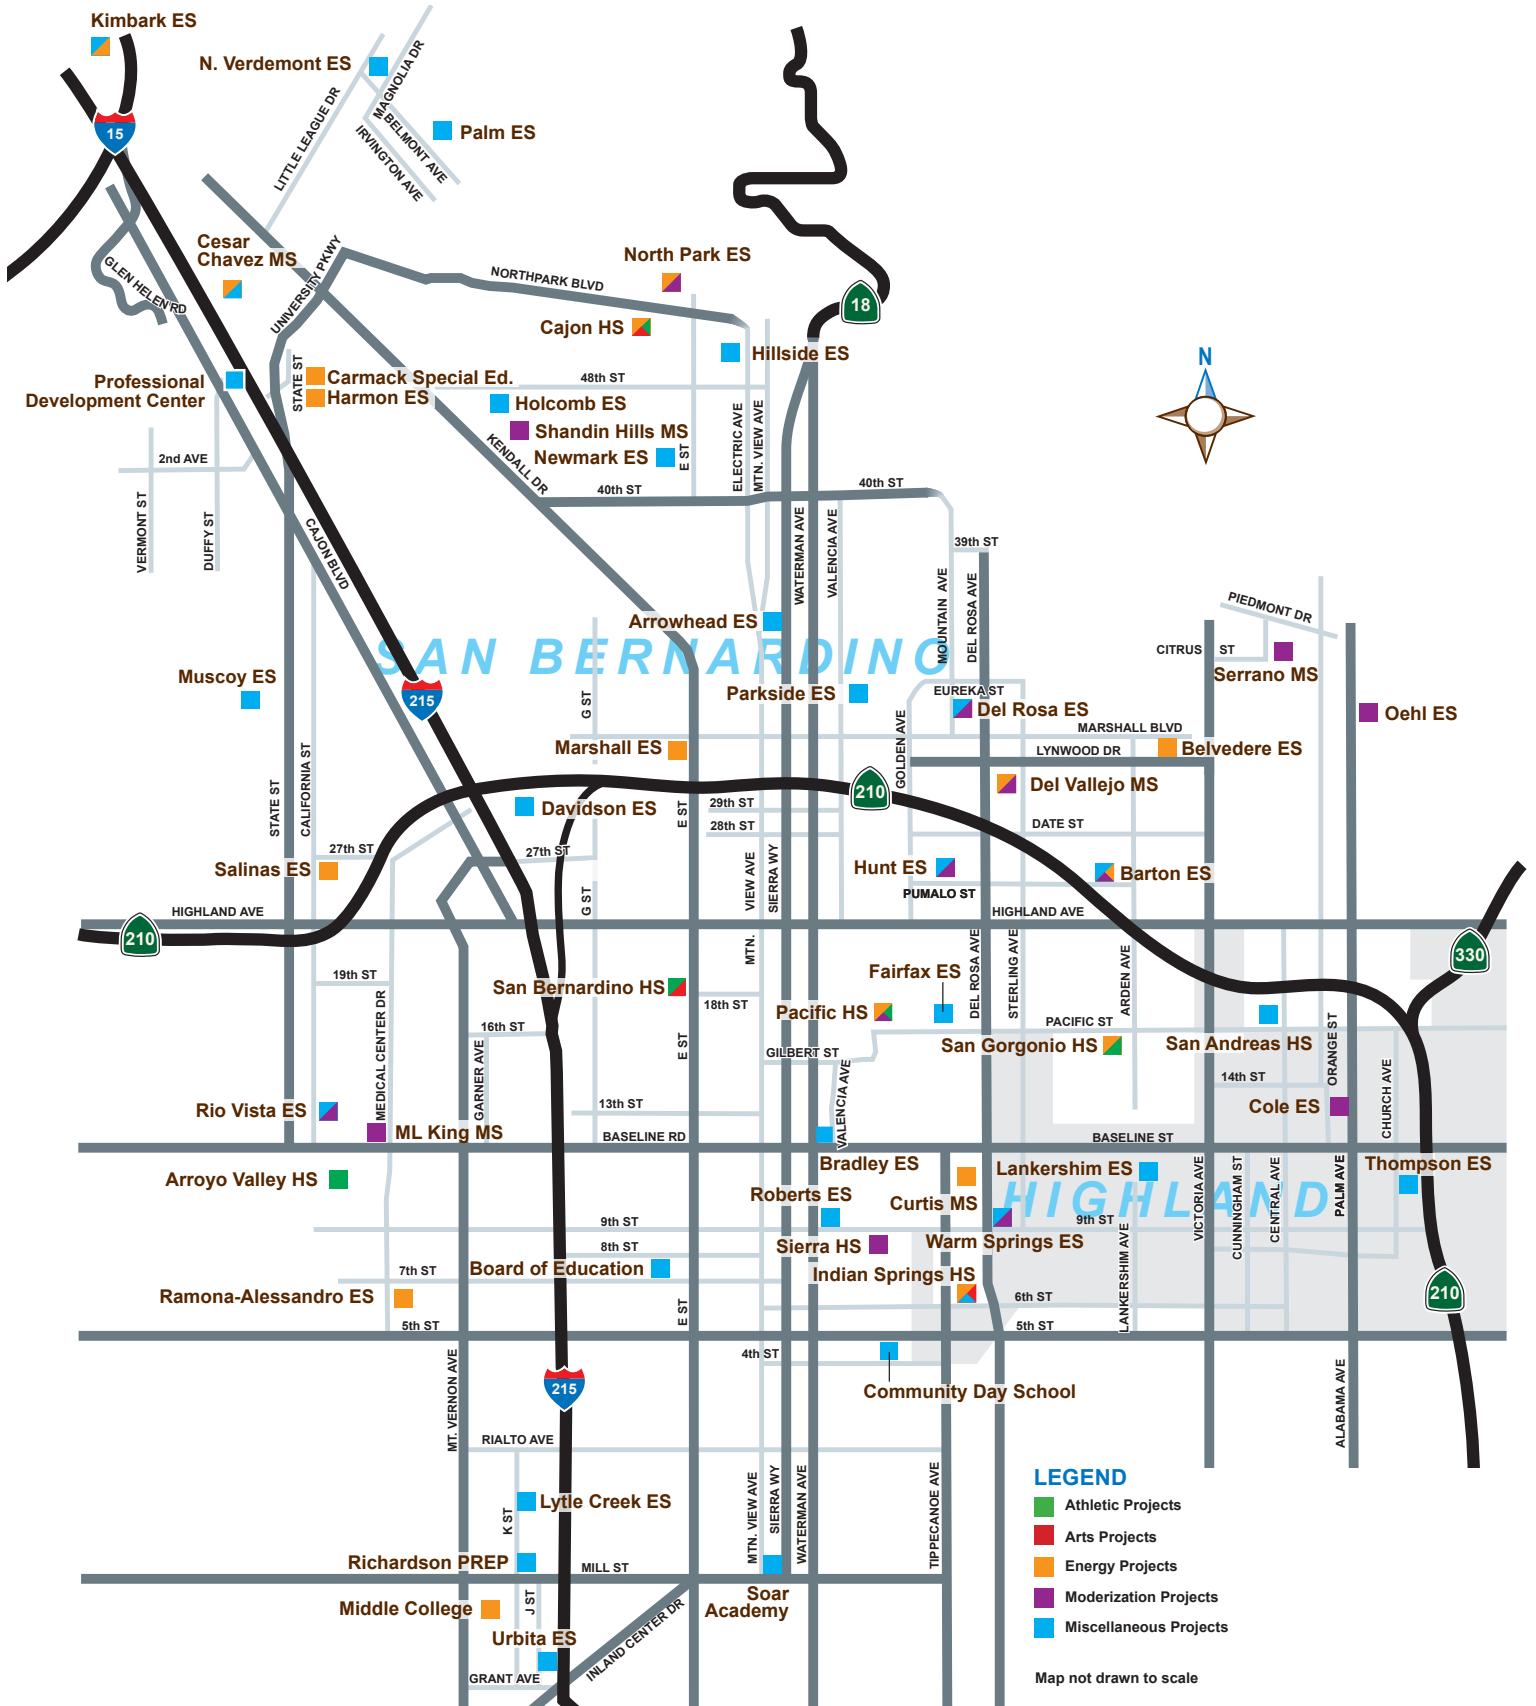 Kimbark ES
N. Verdemont ES
MAGNOLIA DR
LITTLE LEAGUE DR
BELMONT AVE
IRVINGTON AVE
Palm ES
15
Cesar
Chavez MS
GLEN HELEN RD
UNIVERSITY PKWY
NORTHPARK BLVD
North Park ES
Cajon HS
18
Hillside ES
N
Professional
Development Center
STATE ST
Carmack Special Ed.
Harmon ES
48th ST
Holcomb ES
Shandin Hills MS
Newmark ES
E ST
ELECTRIC AVE
MTN. VIEW AVE
KENDALL DR
2nd AVE
VERMONT ST
DUFFY ST
CAJON BLVD
40th ST
40th ST
WATERMAN AVE
VALENCIA AVE
39th ST
MOUNTAIN AVE
DEL ROSA AVE
PIEDMONT DR
CITRUS ST
Serrano MS
Arrowhead ES
SAN BERNARDINO
Muscoy ES
215
G ST
Parkside ES
EUREKA ST
Del Rosa ES
Oehl ES
MARSHALL BLVD
Marshall ES
LYNWOOD DR
Belvedere ES
GOLDEN AVE
210
Del Vallejo MS
STATE ST
CALIFORNIA ST
Davidson ES
E ST
29th ST
28th ST
DATE ST
27th ST
27th ST
Salinas ES
VIEW AVE
MTN.
SIERRA WY
Hunt ES
PUMALO ST
Barton ES
G ST
HIGHLAND AVE
HIGHLAND AVE
210
330
19th ST
MEDICAL CENTER DR
San Bernardino HS
18th ST
Fairfax ES
Pacific HS
DEL ROSA AVE
STERLING AVE
ARDEN AVE
PACIFIC ST
San Gorgonio HS
San Andreas HS
ORANGE ST
16th ST
GARNER AVE
E ST
GILBERT ST
VALENCIA AVE
14th ST
Cole ES
CHURCH AVE
Rio Vista ES
ML King MS
13th ST
BASELINE RD
BASELINE ST
Bradley ES
Arroyo Valley HS
Roberts ES
Curtis MS
Lankershim ES
Thompson ES
HIGHLAND
VICTORIA AVE
CUNNINGHAM ST
CENTRAL AVE
PALM AVE
9th ST
9th ST
Warm Springs ES
Sierra HS
8th ST
Board of Education
7th ST
Indian Springs HS
LANKERSHIM AVE
Ramona-Alessandro ES
E ST
6th ST
210
5th ST
5th ST
4th ST
Community Day School
MT. VERNON AVE
215
ALABAMA AVE
RIALTO AVE
K ST
Lytle Creek ES
MTN. VIEW AVE
SIERRA WY
WATERMAN AVE
TIPPECANOE AVE
Richardson PREP
MILL ST
Soar
Academy
Middle College
J ST
Urbita ES
GRANT AVE
INLAND CENTER DR
LEGEND
Athletic Projects
Arts Projects
Energy Projects
Moderization Projects
Miscellaneous Projects
Map not drawn to scale